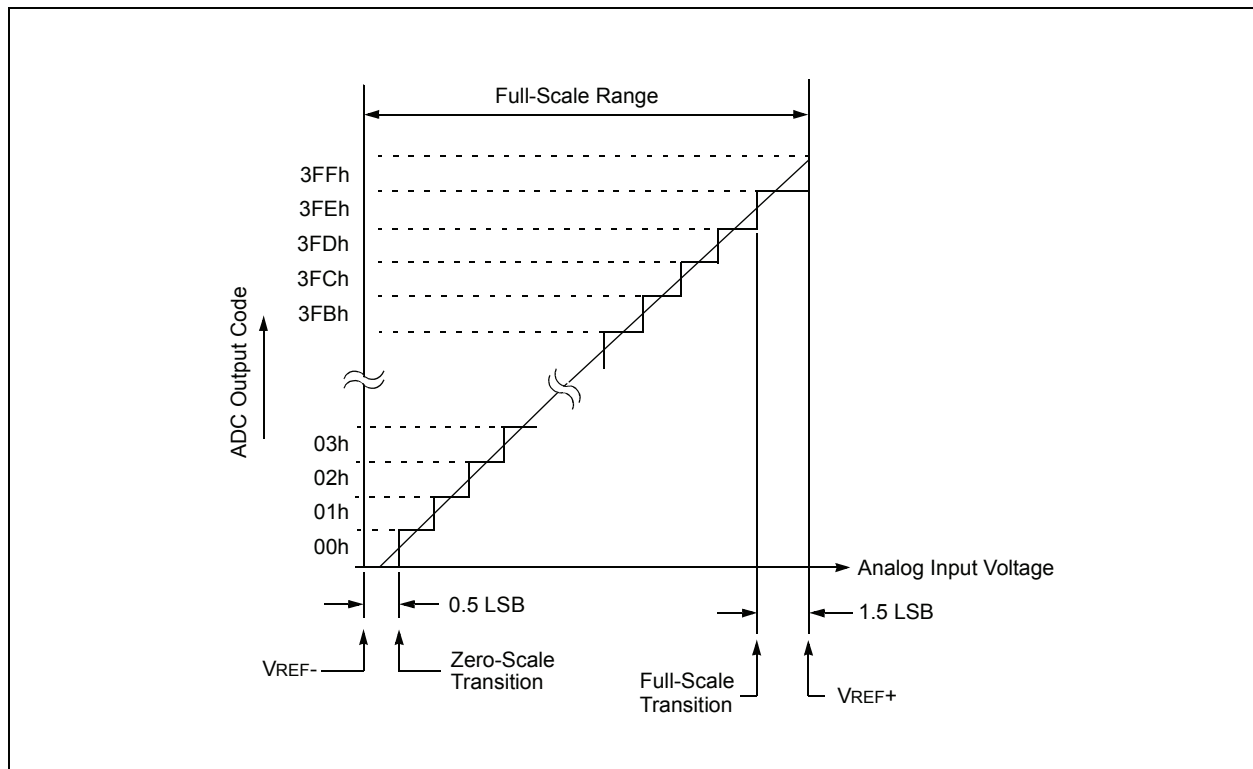 Full-Scale Range
3FFh
3FEh
3FDh
3FCh
3FBh
ADC Output Code
03h
02h
01h
00h
Analog Input Voltage
0.5 LSB
1.5 LSB
VREF-
Zero-Scale
Transition
Full-Scale
Transition
VREF+